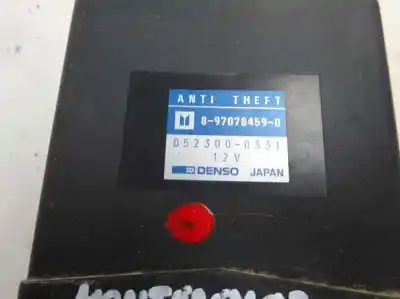 ANTI THEFT
8-97078459-0
052300-0331
12V
DENSO JAPAN